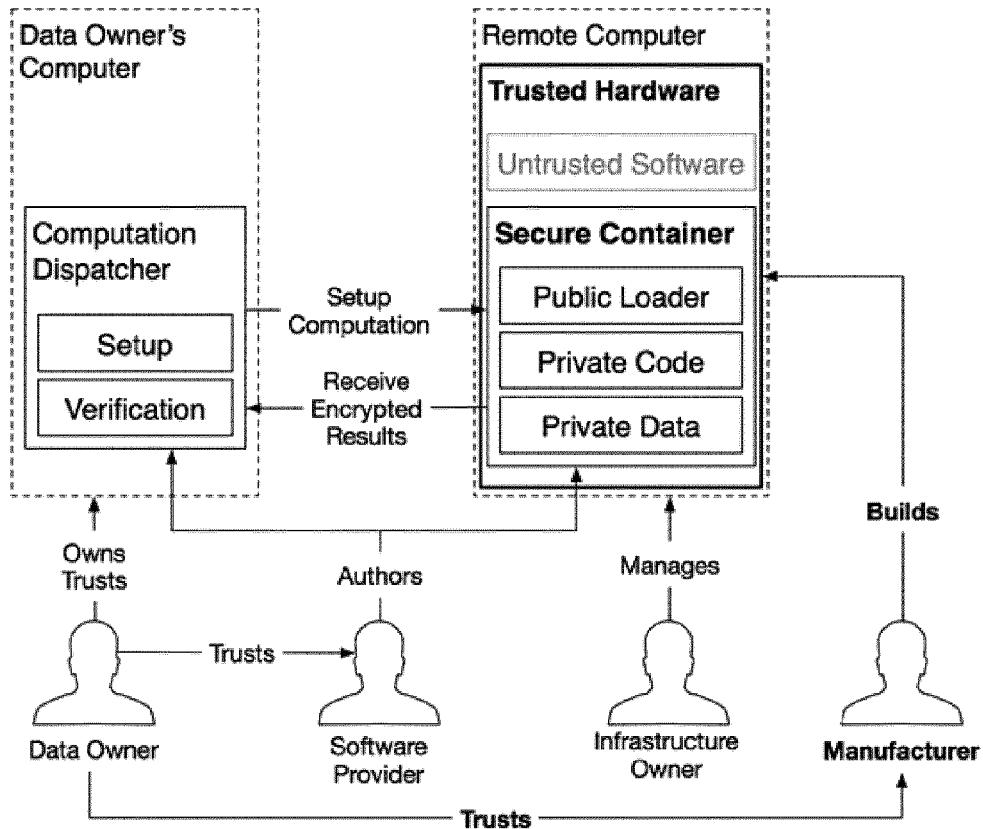 Data Owner's
Computer
Remote Computer
Trusted Hardware
Untrusted Software
Computation
Dispatcher
Setup
Verification
Secure Container
Public Loader
Private Code
Private Data
Setup
Computation
Receive
Encrypted
Results
Owns
Trusts
Authors
Manages
Builds
Trusts
Data Owner
Software
Provider
Infrastructure
Owner
Manufacturer
Trusts